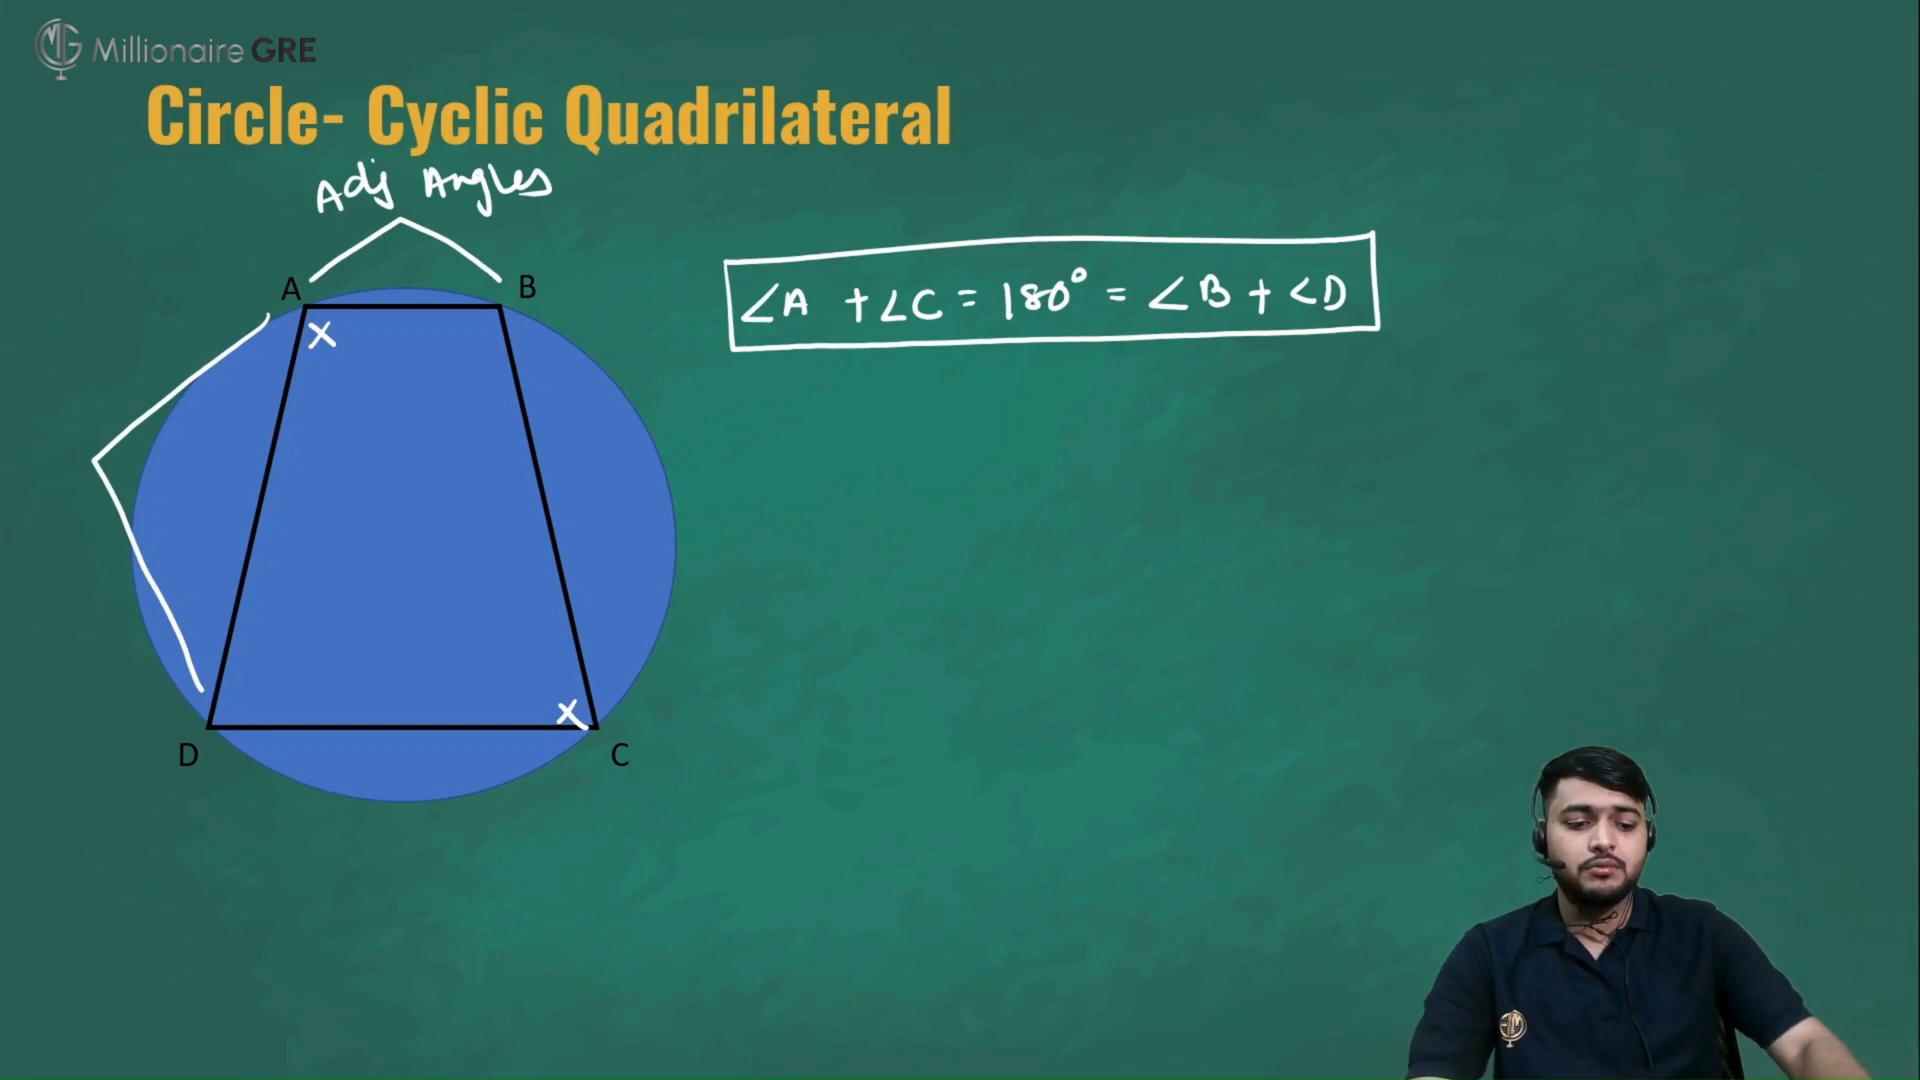 Millionaire GRE
Circle- Cyclic Quadrilateral
Adj Angles
A
B
∠A + ∠C = 180° = ∠B + ∠D
x
x
D
C